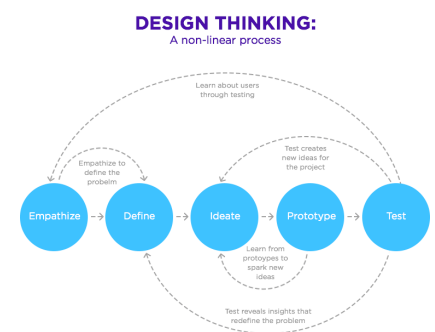 DESIGN THINKING:
A non-linear process
Learn about users
through testing
Test creates
new ideas for
the project
Empathize to
define the
probelm
Empathize
Define
Ideate
Prototype
Test
Learn from
protoypes to
spark new
ideas
Test reveals insights that
redefine the problem